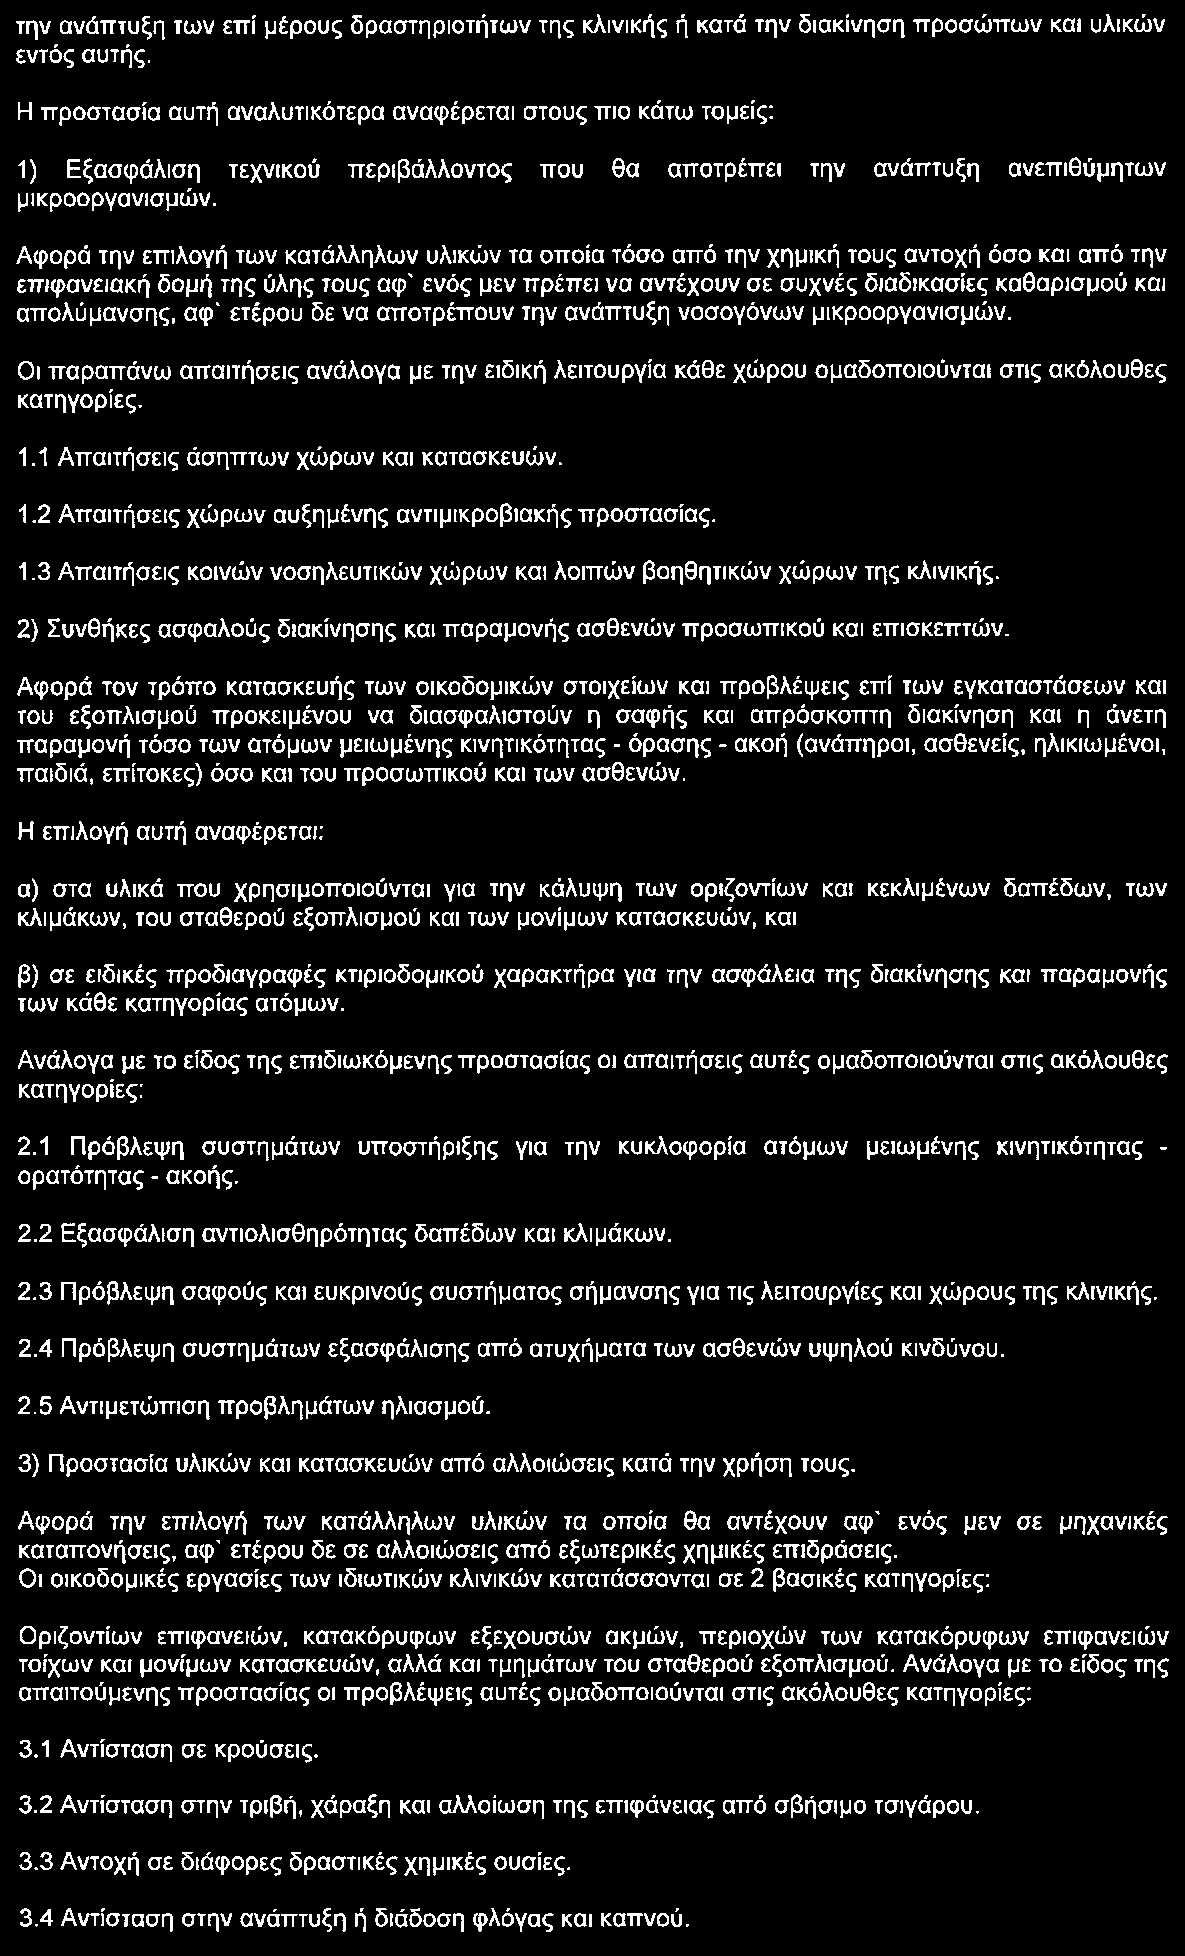 την ανάπτυξη των επί μέρους δραστηριοτήτων της κλινικής ή κατά την διακίνηση προσώπων και υλικών
εντός αυτής.
Η προστασία αυτή αναλυτικότερα αναφέρεται στους πιο κάτω τομείς:
1) Εξασφάλιση τεχνικού περιβάλλοντος που θα αποτρέπει την ανάπτυξη ανεπιθύμητων
μικροοργανισμών.
Αφορά την επιλογή των κατάλληλων υλικών τα οποία τόσο από την χημική τους αντοχή όσο και από την
επιφανειακή δομή της ύλης τους αφ' ενός μεν πρέπει να αντέχουν σε συχνές διαδικασίες καθαρισμού και
απολύμανσης, αφ' ετέρου δε να αποτρέπουν την ανάπτυξη νοσογόνων μικροοργανισμών.
Οι παραπάνω απαιτήσεις ανάλογα με την ειδική λειτουργία κάθε χώρου ομαδοποιούνται στις ακόλουθες
κατηγορίες.
1.1 Απαιτήσεις άσηπτων χώρων και κατασκευών.
1.2 Απαιτήσεις χώρων αυξημένης αντιμικροβιακής προστασίας.
1.3 Απαιτήσεις κοινών νοσηλευτικών χώρων και λοιπών βοηθητικών χώρων της κλινικής.
2) Συνθήκες ασφαλούς διακίνησης και παραμονής ασθενών προσωπικού και επισκεπτών.
Αφορά τον τρόπο κατασκευής των οικοδομικών στοιχείων και προβλέψεις επί των εγκαταστάσεων και
του εξοπλισμού προκειμένου να διασφαλιστούν η σαφής και απρόσκοπτη διακίνηση και η άνετη
παραμονή τόσο των ατόμων μειωμένης κινητικότητας - όρασης - ακοή (ανάπηροι, ασθενείς, ηλικιωμένοι,
παιδιά, επίτοκες) όσο και του προσωπικού και των ασθενών.
Η επιλογή αυτή αναφέρεται:
α) στα υλικά που χρησιμοποιούνται για την κάλυψη των οριζοντίων και κεκλιμένων δαπέδων, των
κλιμάκων, του σταθερού εξοπλισμού και των μονίμων κατασκευών, και
β) σε ειδικές προδιαγραφές κτιριοδομικού χαρακτήρα για την ασφάλεια της διακίνησης και παραμονής
των κάθε κατηγορίας ατόμων.
Ανάλογα με το είδος της επιδιωκόμενης προστασίας οι απαιτήσεις αυτές ομαδοποιούνται στις ακόλουθες
κατηγορίες:
2.1 Πρόβλεψη συστημάτων υποστήριξης για την κυκλοφορία ατόμων μειωμένης κινητικότητας -
ορατότητας - ακοής.
2.2 Εξασφάλιση αντιολισθηρότητας δαπέδων και κλιμάκων.
2.3 Πρόβλεψη σαφούς και ευκρινούς συστήματος σήμανσης για τις λειτουργίες και χώρους της κλινικής.
2.4 Πρόβλεψη συστημάτων εξασφάλισης από ατυχήματα των ασθενών υψηλού κινδύνου.
2.5 Αντιμετώπιση προβλημάτων ηλιασμού.
3) Προστασία υλικών και κατασκευών από αλλοιώσεις κατά την χρήση τους.
Αφορά την επιλογή των κατάλληλων υλικών τα οποία θα αντέχουν αφ' ενός μεν σε μηχανικές
καταπονήσεις, αφ' ετέρου δε σε αλλοιώσεις από εξωτερικές χημικές επιδράσεις.
Οι οικοδομικές εργασίες των ιδιωτικών κλινικών κατατάσσονται σε 2 βασικές κατηγορίες:
Οριζοντίων επιφανειών, κατακόρυφων εξεχουσών ακμών, περιοχών των κατακόρυφων επιφανειών
τοίχων και μονίμων κατασκευών, αλλά και τμημάτων του σταθερού εξοπλισμού. Ανάλογα με το είδος της
απαιτούμενης προστασίας οι προβλέψεις αυτές ομαδοποιούνται στις ακόλουθες κατηγορίες:
3.1 Αντίσταση σε κρούσεις.
3.2 Αντίσταση στην τριβή, χάραξη και αλλοίωση της επιφάνειας από σβήσιμο τσιγάρου.
3.3 Αντοχή σε διάφορες δραστικές χημικές ουσίες.
3.4 Αντίσταση στην ανάπτυξη ή διάδοση φλόγας και καπνού.